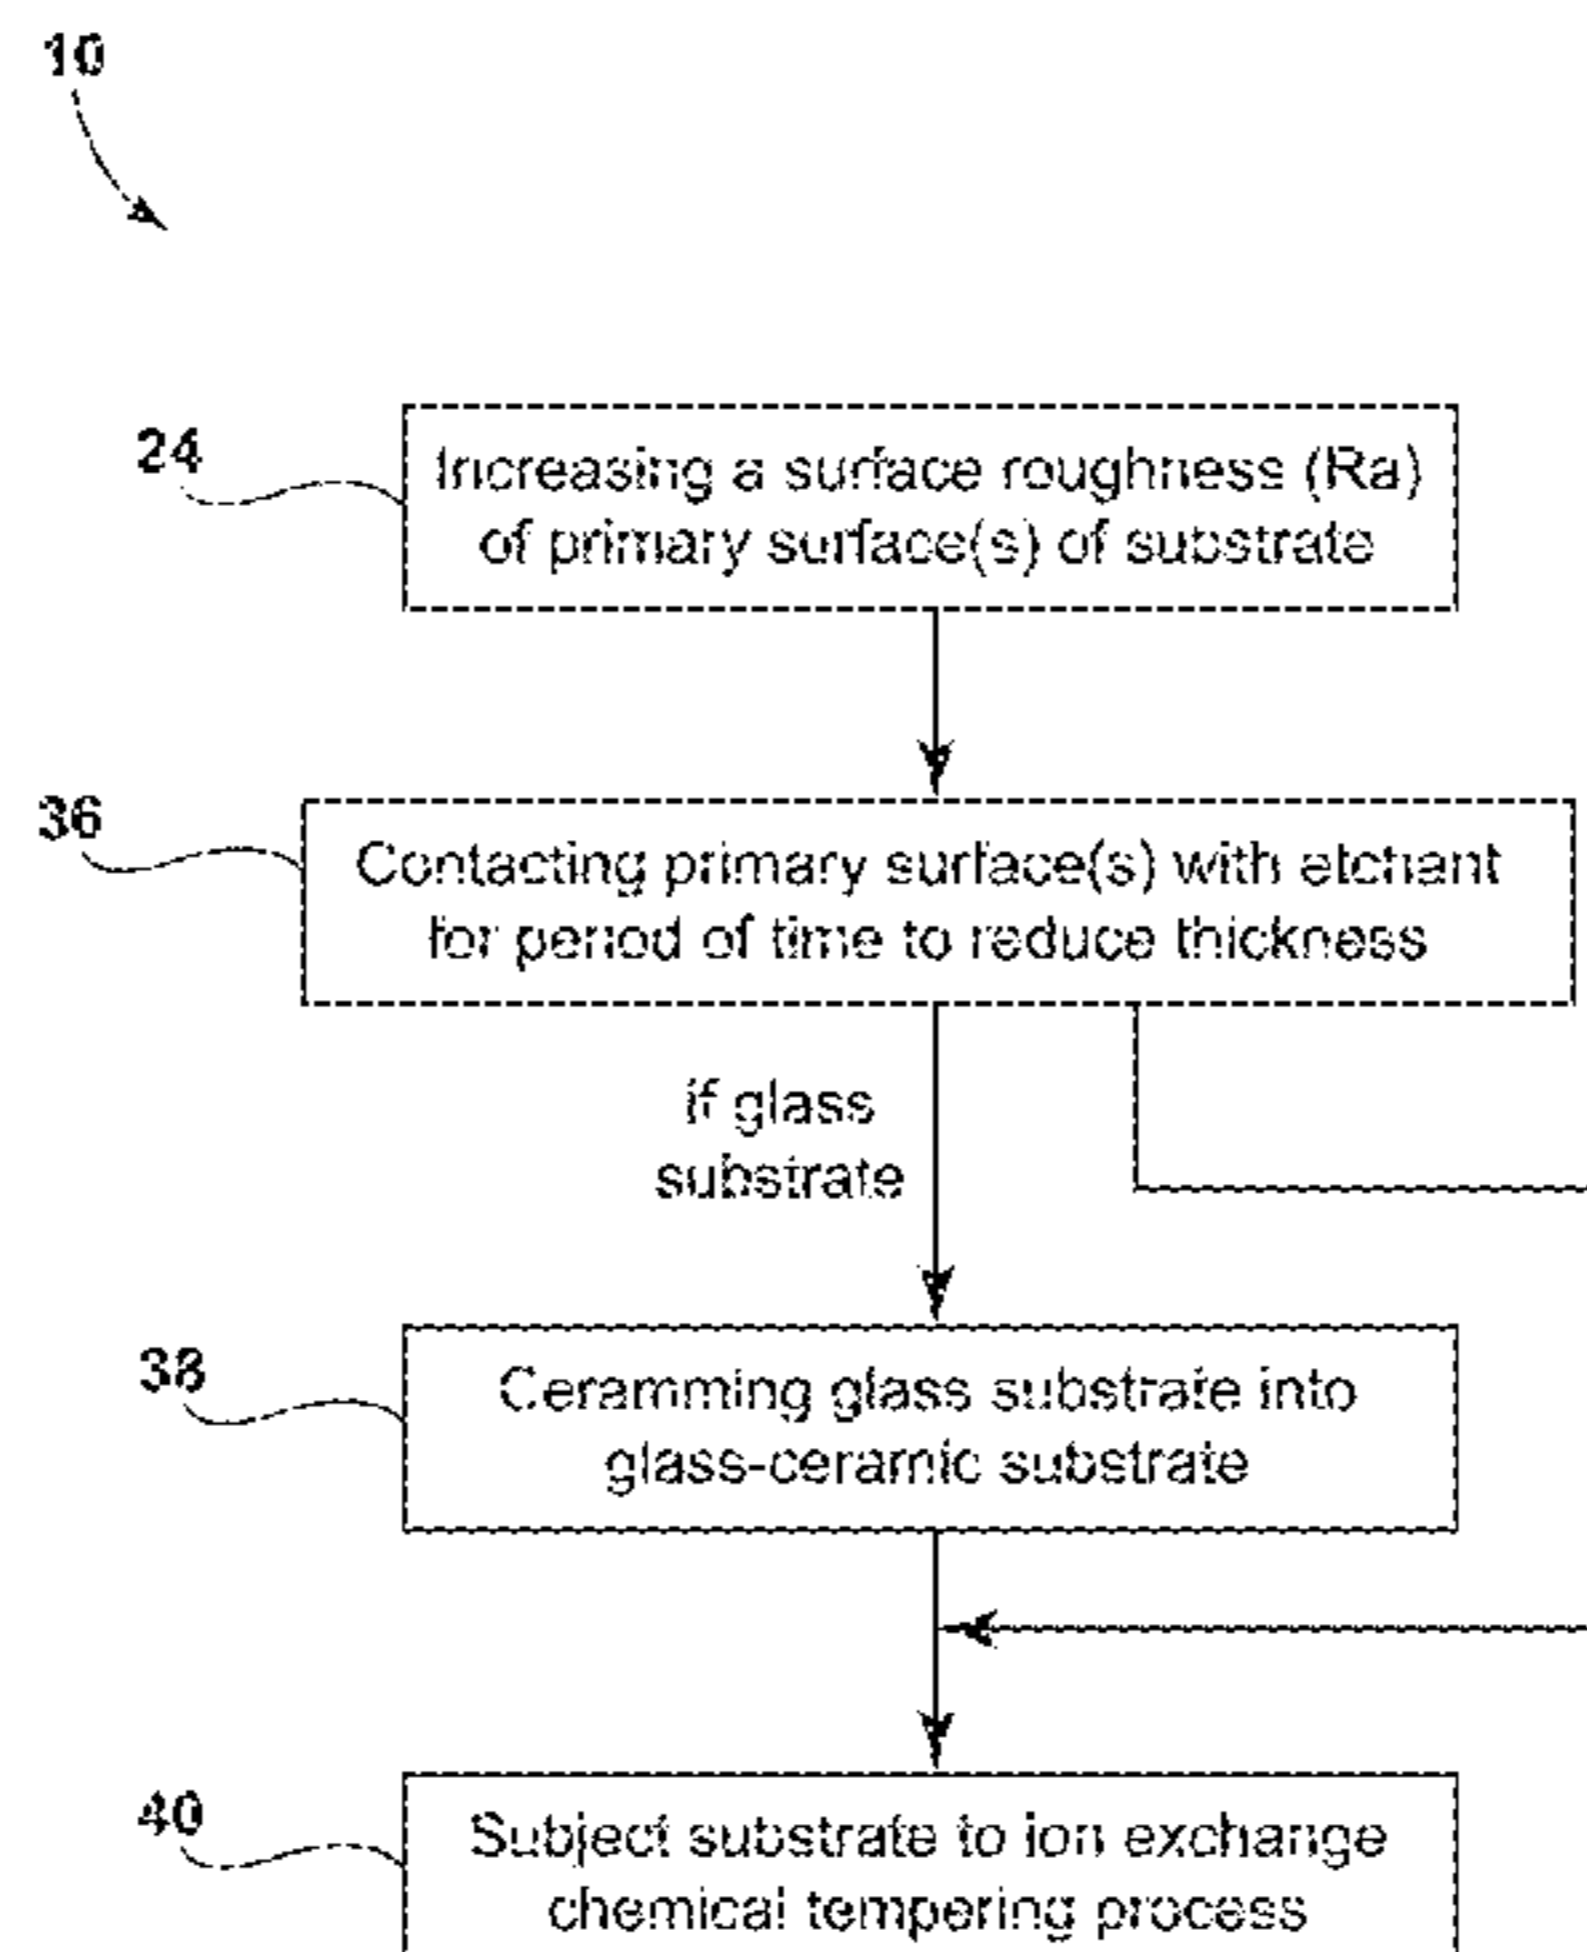 10
24
Increasing a surface roughness (Ra)
of primary surface(s) of substrate
36
Contacting primary surface(s) with etchant
for period of time to reduce thickness
if glass
substrate
38
Ceramming glass substrate into
glass-ceramic substrate
40
Subject substrate to ion exchange
chemical tempering process